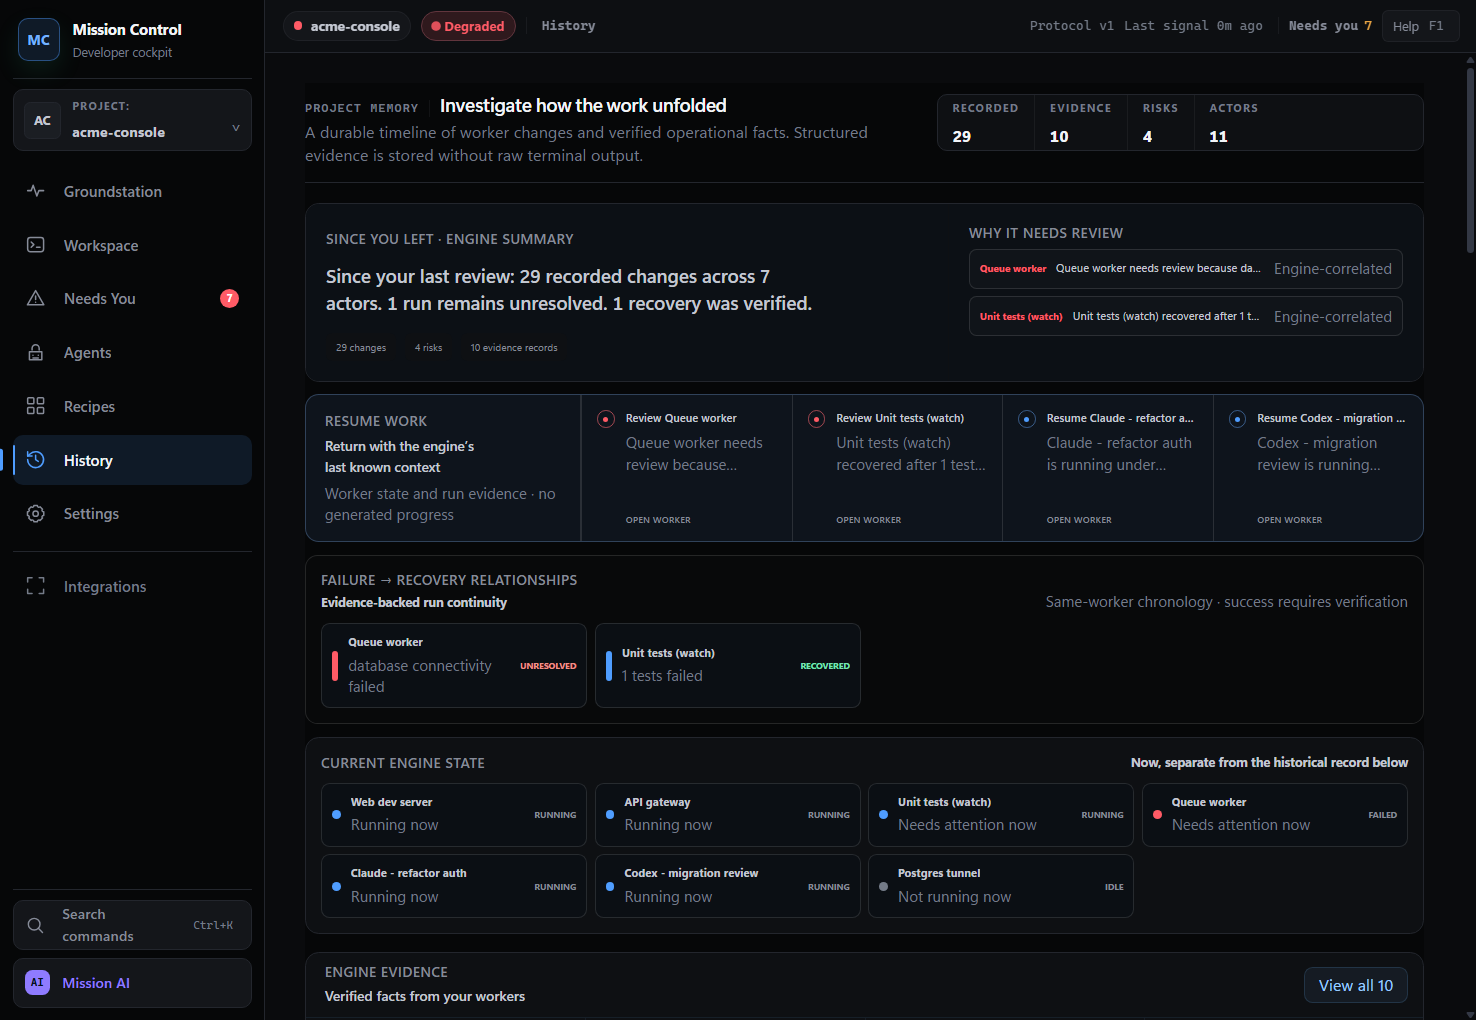 MC
Mission Control
Developer cockpit
AC
PROJECT:
acme-console
v
Groundstation
Workspace
Needs You
7
Agents
Recipes
History
Settings
Integrations
Search
commands
Ctrl+K
AI
Mission AI
acme-console
Degraded
History
Protocol v1
Last signal 0m ago
Needs you 7
Help F1
PROJECT MEMORY
Investigate how the work unfolded
A durable timeline of worker changes and verified operational facts. Structured
evidence is stored without raw terminal output.
RECORDED
29
EVIDENCE
10
RISKS
4
ACTORS
11
SINCE YOU LEFT · ENGINE SUMMARY
Since your last review: 29 recorded changes across 7
actors. 1 run remains unresolved. 1 recovery was verified.
29 changes
4 risks
10 evidence records
WHY IT NEEDS REVIEW
Queue worker
Queue worker needs review because da...
Engine-correlated
Unit tests (watch)
Unit tests (watch) recovered after 1 t...
Engine-correlated
RESUME WORK
Return with the engine's
last known context
Worker state and run evidence · no
generated progress
Review Queue worker
Queue worker needs
review because...
OPEN WORKER
Review Unit tests (watch)
Unit tests (watch)
recovered after 1 test...
OPEN WORKER
Resume Claude - refactor a...
Claude - refactor auth
is running under...
OPEN WORKER
Resume Codex - migration ...
Codex - migration
review is running...
OPEN WORKER
FAILURE → RECOVERY RELATIONSHIPS
Evidence-backed run continuity
Same-worker chronology · success requires verification
Queue worker
database connectivity
failed
UNRESOLVED
Unit tests (watch)
1 tests failed
RECOVERED
CURRENT ENGINE STATE
Now, separate from the historical record below
Web dev server
Running now
RUNNING
API gateway
Running now
RUNNING
Unit tests (watch)
Needs attention now
RUNNING
Queue worker
Needs attention now
FAILED
Claude - refactor auth
Running now
RUNNING
Codex - migration review
Running now
RUNNING
Postgres tunnel
Not running now
IDLE
ENGINE EVIDENCE
Verified facts from your workers
View all 10